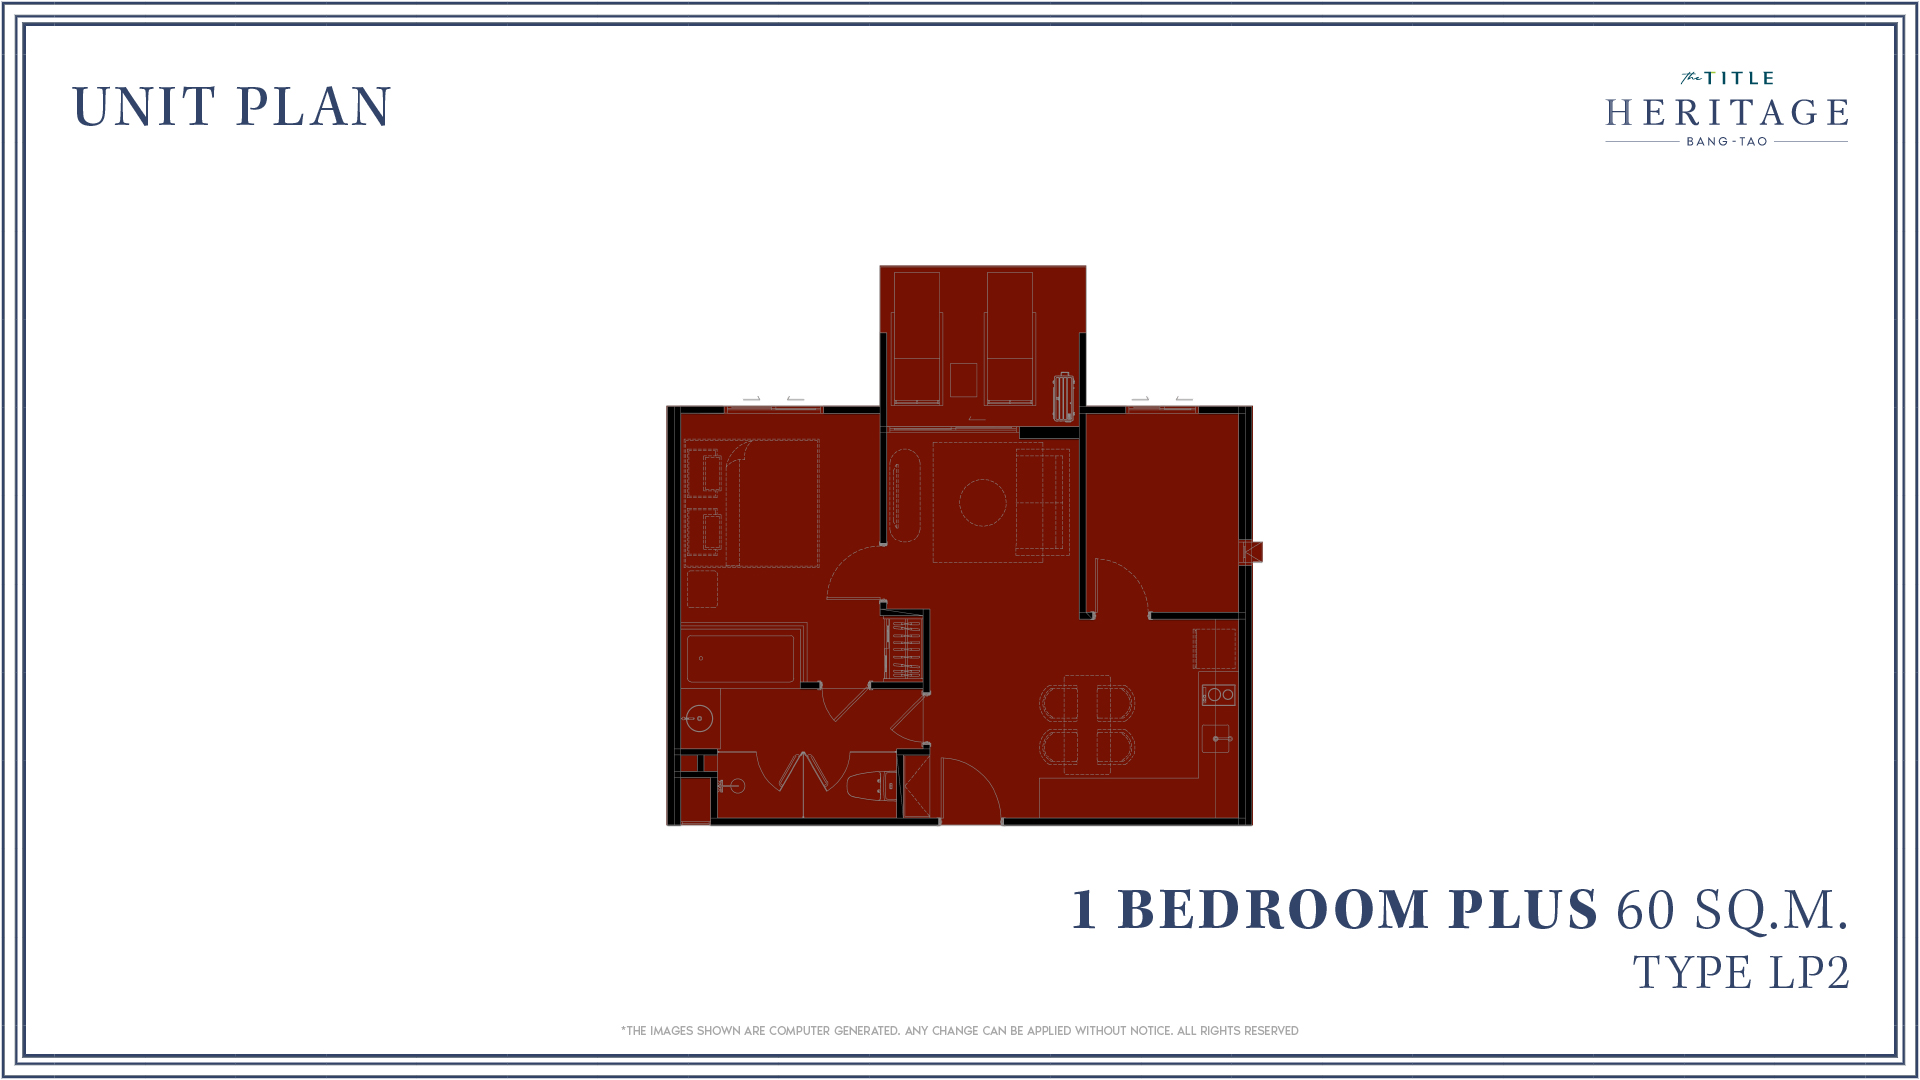 UNIT PLAN
the TITLE
HERITAGE
BANG-TAO
1 BEDROOM PLUS 60 SQ.M.
TYPE LP2
*THE IMAGES SHOWN ARE COMPUTER GENERATED. ANY CHANGE CAN BE APPLIED WITHOUT NOTICE. ALL RIGHTS RESERVED